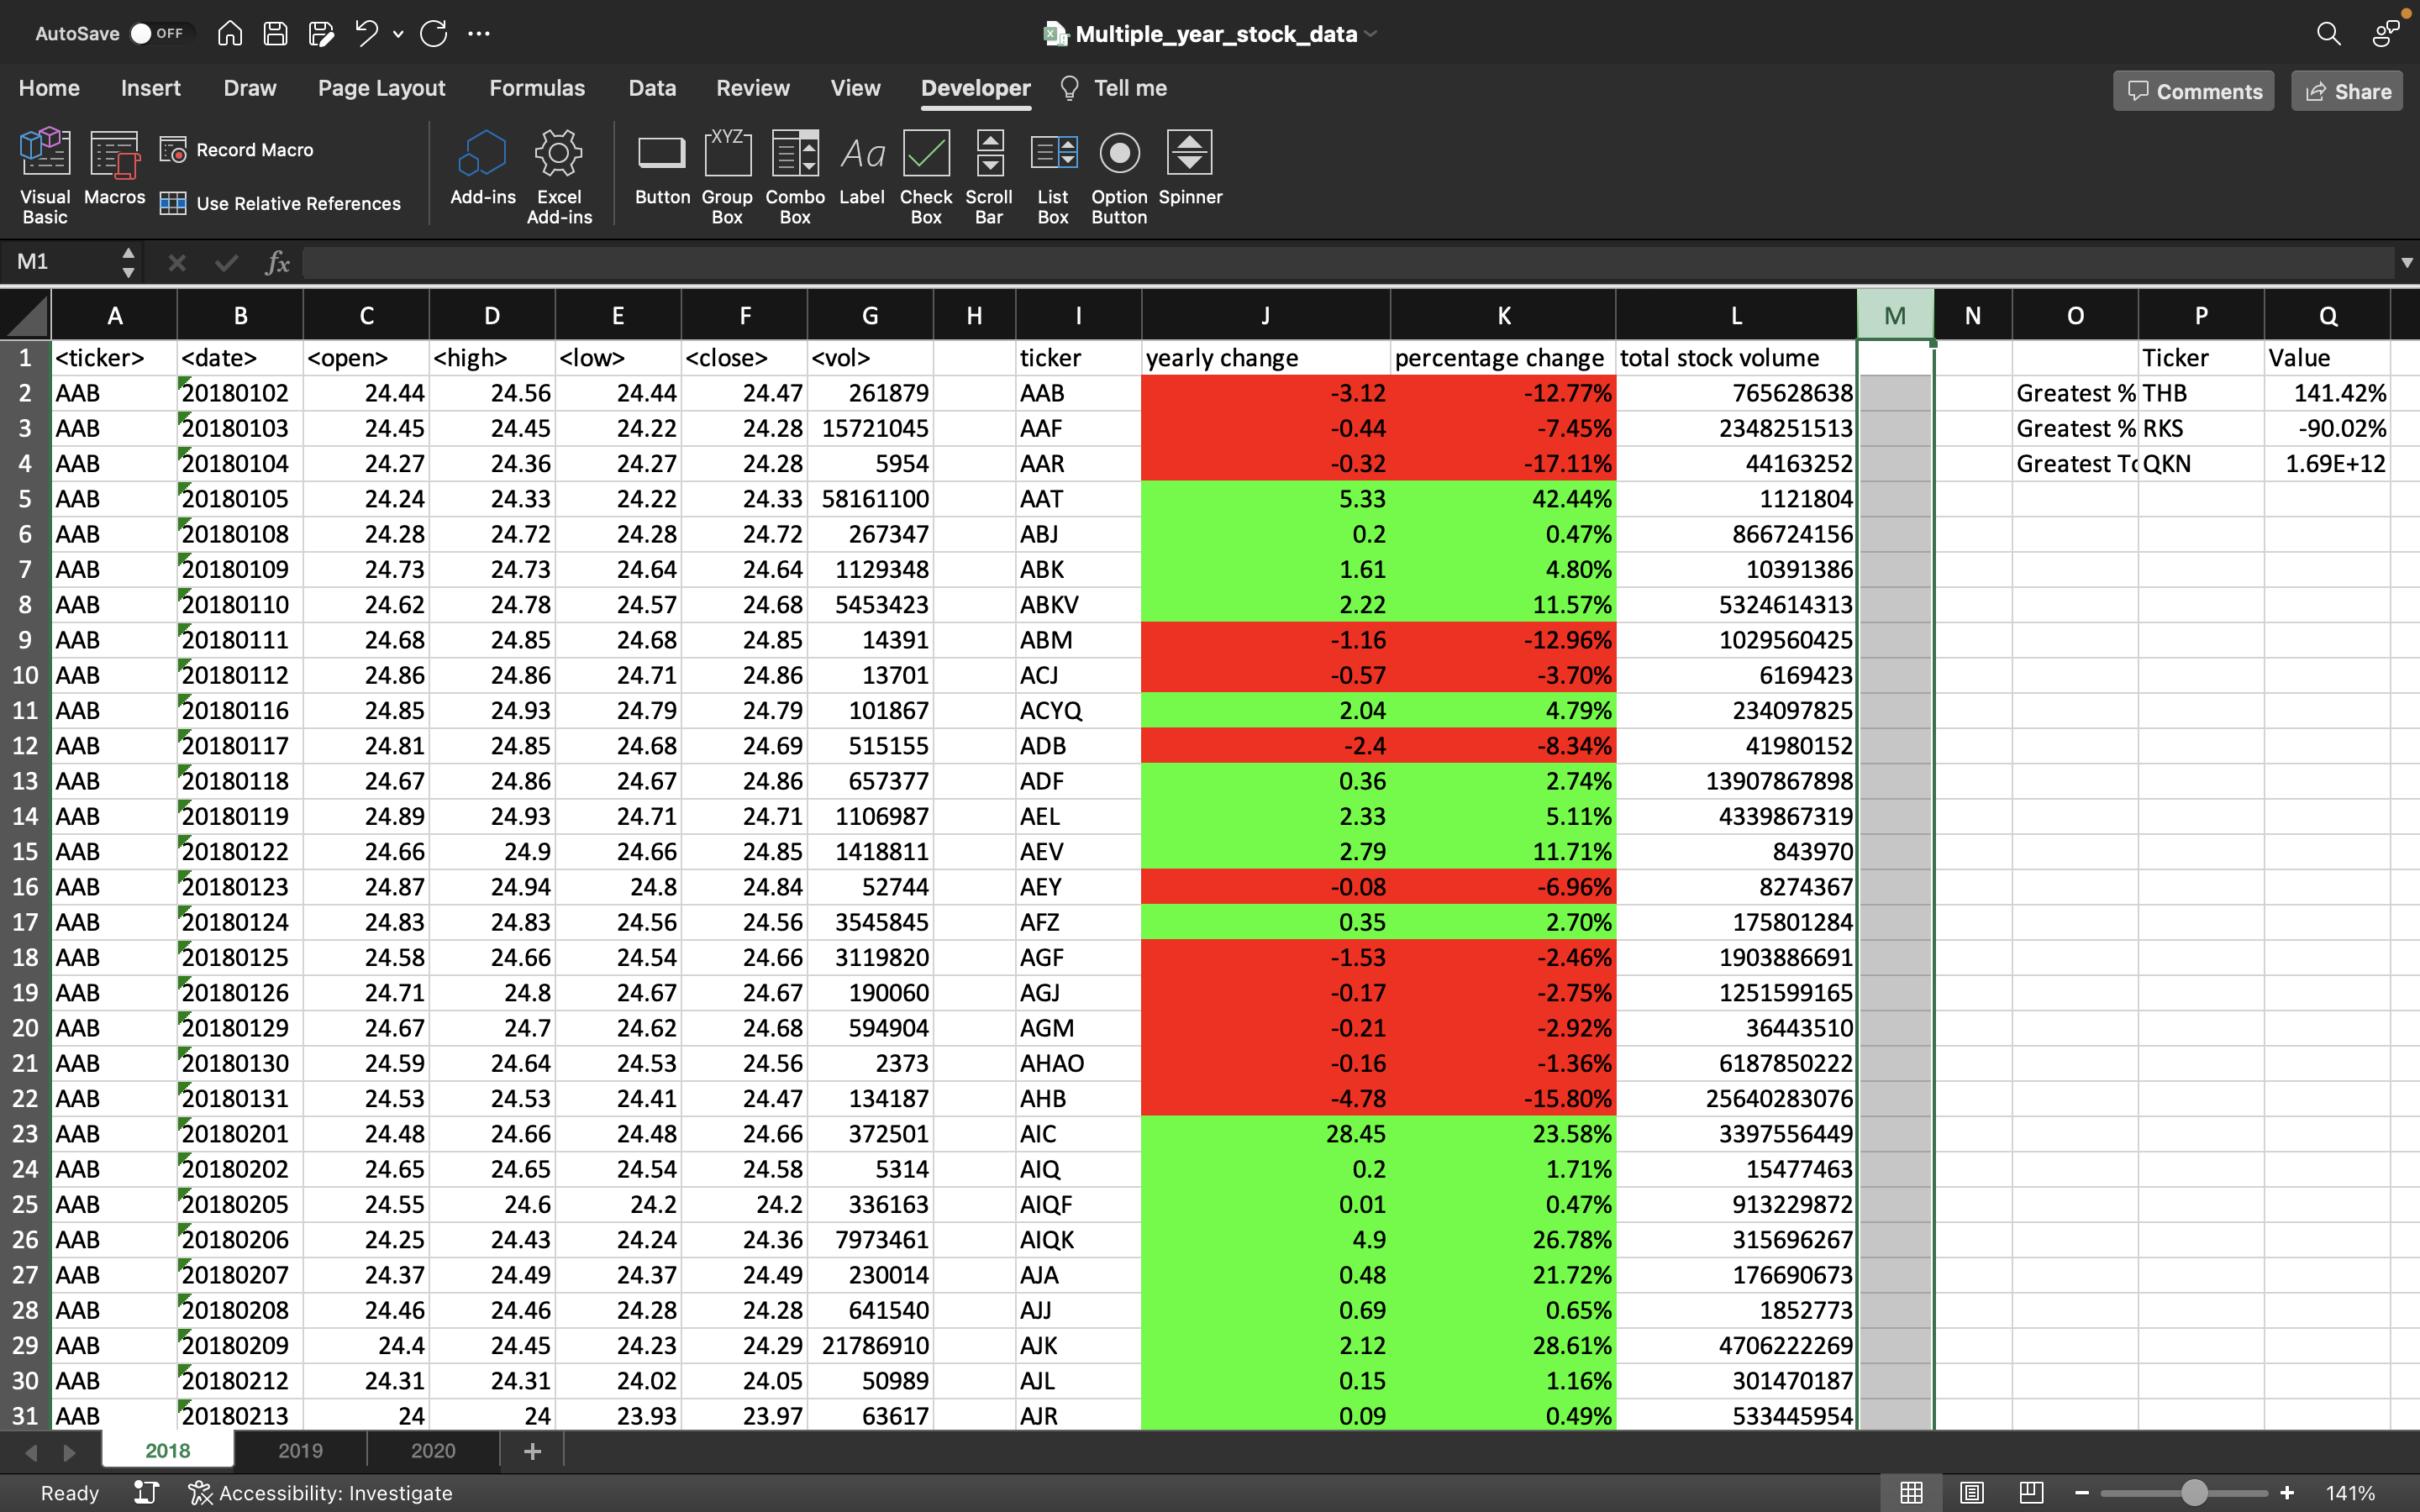 AutoSave OFF Multiple_year_stock_data
Home Insert Draw Page Layout Formulas Data Review View Developer Tell me Comments Share
Visual Basic Macros Record Macro Use Relative References Add-ins Excel Add-ins Button Group Box XYZ Combo Box Aa Label Check Box Scroll Bar List Box Option Button Spinner
M1 fx
A B C D E F G H I J K L M N O P Q
1 <ticker> <date> <open> <high> <low> <close> <vol> ticker yearly change percentage change total stock volume Ticker Value
2 AAB 20180102 24.44 24.56 24.44 24.47 261879 AAB -3.12 -12.77% 765628638 Greatest % THB 141.42%
3 AAB 20180103 24.45 24.45 24.22 24.28 15721045 AAF -0.44 -7.45% 2348251513 Greatest % RKS -90.02%
4 AAB 20180104 24.27 24.36 24.27 24.28 5954 AAR -0.32 -17.11% 44163252 Greatest To QKN 1.69E+12
5 AAB 20180105 24.24 24.33 24.22 24.33 58161100 AAT 5.33 42.44% 1121804
6 AAB 20180108 24.28 24.72 24.28 24.72 267347 ABJ 0.2 0.47% 866724156
7 AAB 20180109 24.73 24.73 24.64 24.64 1129348 ABK 1.61 4.80% 10391386
8 AAB 20180110 24.62 24.78 24.57 24.68 5453423 ABKV 2.22 11.57% 5324614313
9 AAB 20180111 24.68 24.85 24.68 24.85 14391 ABM -1.16 -12.96% 1029560425
10 AAB 20180112 24.86 24.86 24.71 24.86 13701 ACJ -0.57 -3.70% 6169423
11 AAB 20180116 24.85 24.93 24.79 24.79 101867 ACYQ 2.04 4.79% 234097825
12 AAB 20180117 24.81 24.85 24.68 24.69 515155 ADB -2.4 -8.34% 41980152
13 AAB 20180118 24.67 24.86 24.67 24.86 657377 ADF 0.36 2.74% 13907867898
14 AAB 20180119 24.89 24.93 24.71 24.71 1106987 AEL 2.33 5.11% 4339867319
15 AAB 20180122 24.66 24.9 24.66 24.85 1418811 AEV 2.79 11.71% 843970
16 AAB 20180123 24.87 24.94 24.8 24.84 52744 AEY -0.08 -6.96% 8274367
17 AAB 20180124 24.83 24.83 24.56 24.56 3545845 AFZ 0.35 2.70% 175801284
18 AAB 20180125 24.58 24.66 24.54 24.66 3119820 AGF -1.53 -2.46% 1903886691
19 AAB 20180126 24.71 24.8 24.67 24.67 190060 AGJ -0.17 -2.75% 1251599165
20 AAB 20180129 24.67 24.7 24.62 24.68 594904 AGM -0.21 -2.92% 36443510
21 AAB 20180130 24.59 24.64 24.53 24.56 2373 AHAO -0.16 -1.36% 6187850222
22 AAB 20180131 24.53 24.53 24.41 24.47 134187 AHB -4.78 -15.80% 25640283076
23 AAB 20180201 24.48 24.66 24.48 24.66 372501 AIC 28.45 23.58% 3397556449
24 AAB 20180202 24.65 24.65 24.54 24.58 5314 AIQ 0.2 1.71% 15477463
25 AAB 20180205 24.55 24.6 24.2 24.2 336163 AIQF 0.01 0.47% 913229872
26 AAB 20180206 24.25 24.43 24.24 24.36 7973461 AIQK 4.9 26.78% 315696267
27 AAB 20180207 24.37 24.49 24.37 24.49 230014 AJA 0.48 21.72% 176690673
28 AAB 20180208 24.46 24.46 24.28 24.28 641540 AJJ 0.69 0.65% 1852773
29 AAB 20180209 24.4 24.45 24.23 24.29 21786910 AJK 2.12 28.61% 4706222269
30 AAB 20180212 24.31 24.31 24.02 24.05 50989 AJL 0.15 1.16% 301470187
31 AAB 20180213 24 24 23.93 23.97 63617 AJR 0.09 0.49% 533445954
2018 2019 2020 +
Ready Accessibility: Investigate 141%